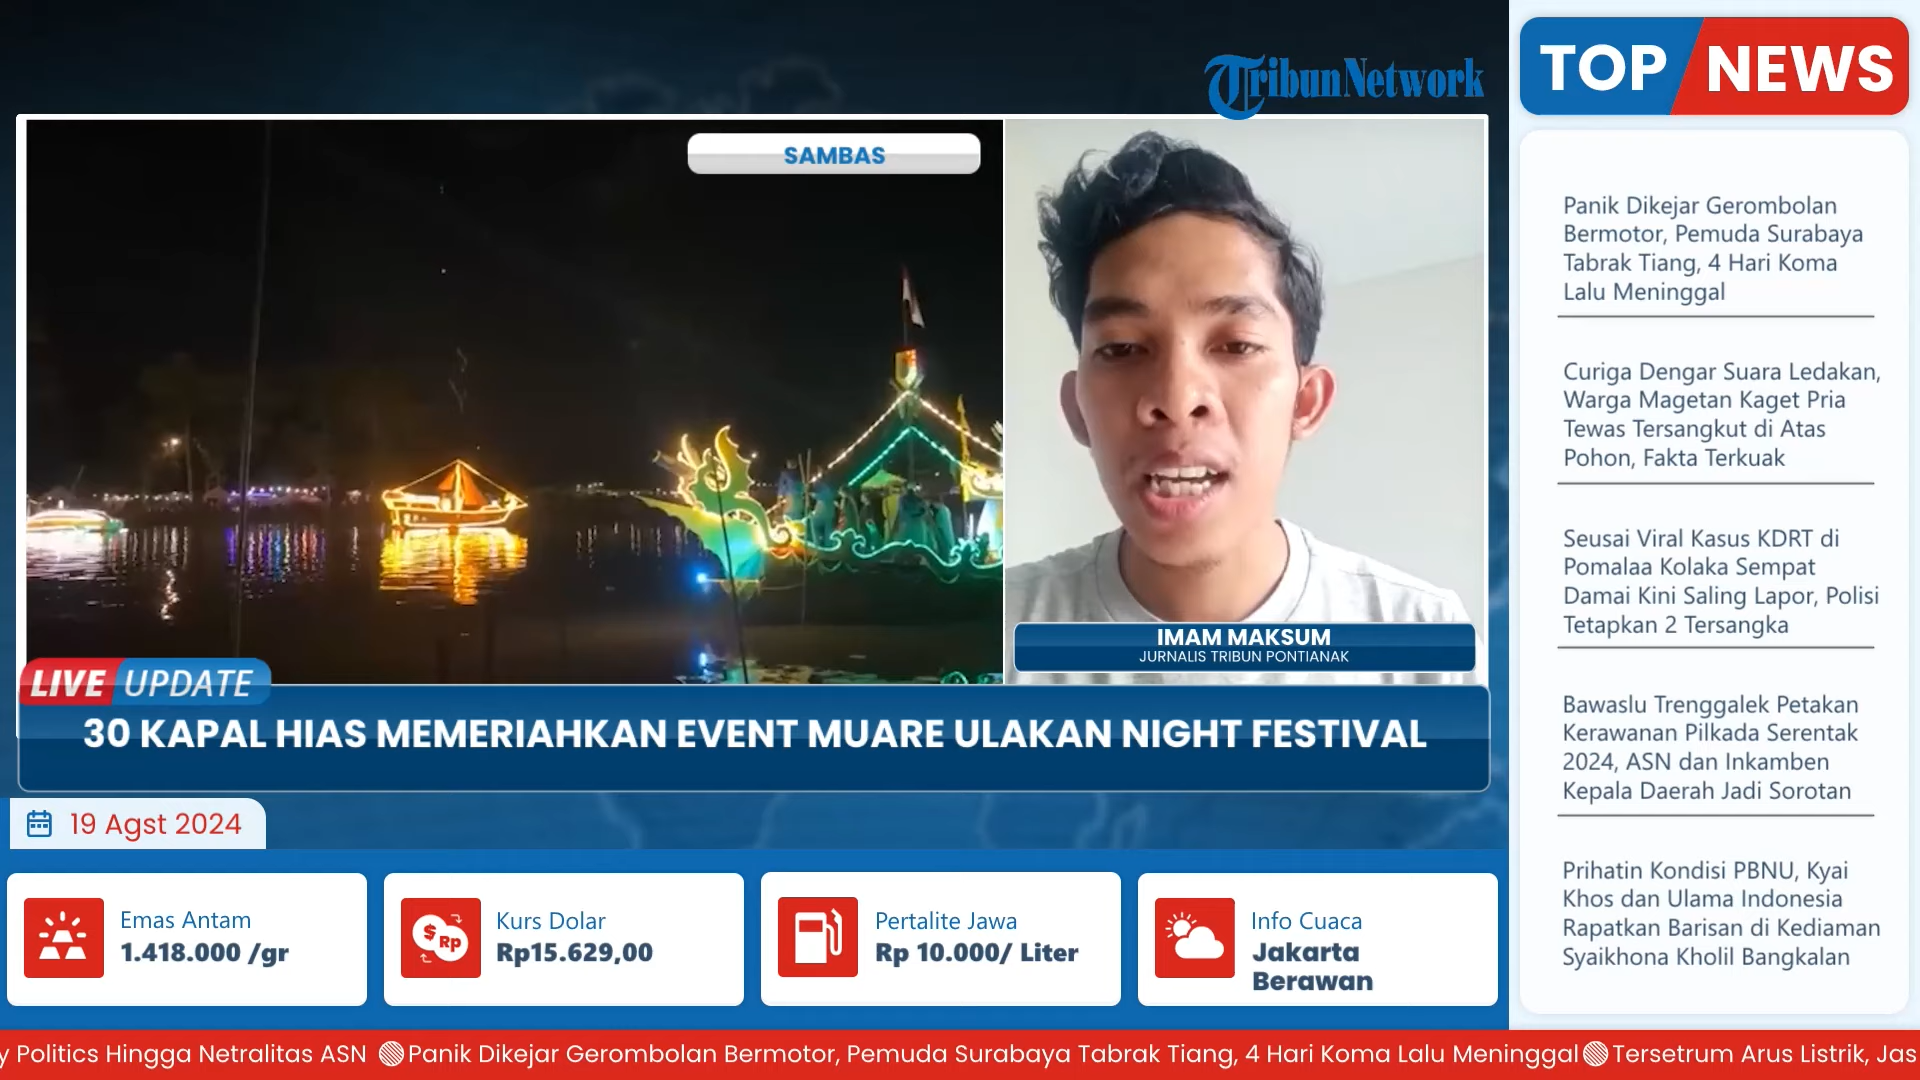 TribunNetwork
SAMBAS
IMAM MAKSUM
JURNALIS TRIBUN PONTIANAK
LIVE UPDATE
30 KAPAL HIAS MEMERIAHKAN EVENT MUARE ULAKAN NIGHT FESTIVAL
19 Agst 2024
Emas Antam
1.418.000 /gr
$ Rp
Kurs Dolar
Rp15.629,00
Pertalite Jawa
Rp 10.000/ Liter
Info Cuaca
Jakarta
Berawan
TOP NEWS
Panik Dikejar Gerombolan
Bermotor, Pemuda Surabaya
Tabrak Tiang, 4 Hari Koma
Lalu Meninggal
Curiga Dengar Suara Ledakan,
Warga Magetan Kaget Pria
Tewas Tersangkut di Atas
Pohon, Fakta Terkuak
Seusai Viral Kasus KDRT di
Pomalaa Kolaka Sempat
Damai Kini Saling Lapor, Polisi
Tetapkan 2 Tersangka
Bawaslu Trenggalek Petakan
Kerawanan Pilkada Serentak
2024, ASN dan Inkamben
Kepala Daerah Jadi Sorotan
Prihatin Kondisi PBNU, Kyai
Khos dan Ulama Indonesia
Rapatkan Barisan di Kediaman
Syaikhona Kholil Bangkalan
y Politics Hingga Netralitas ASN Panik Dikejar Gerombolan Bermotor, Pemuda Surabaya Tabrak Tiang, 4 Hari Koma Lalu Meninggal Tersetrum Arus Listrik, Jas